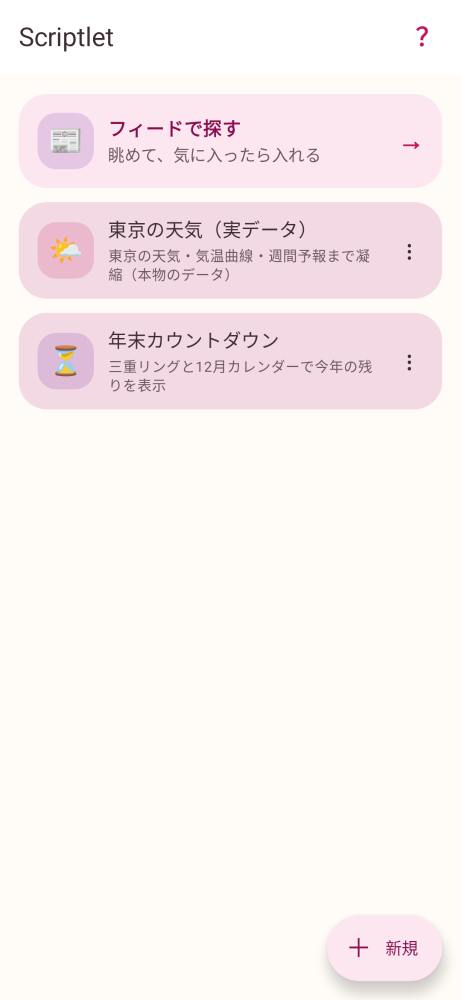 Scriptlet
?
フィードで探す
眺めて、気に入ったら入れる
→
東京の天気（実データ）
東京の天気・気温曲線・週間予報まで凝
縮（本物のデータ）
年末カウントダウン
三重リングと12月カレンダーで今年の残
りを表示
＋ 新規